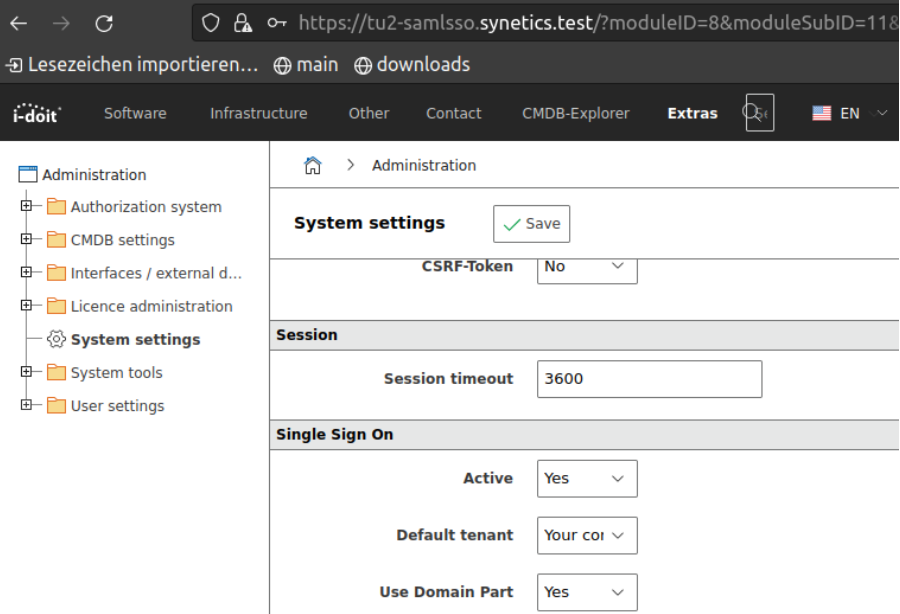 https://tu2-samlsso.synetics.test/?moduleID=8&moduleSubID=11&
Lesezeichen importieren... main downloads
i-doit Software Infrastructure Other Contact CMDB-Explorer Extras EN
Administration
Authorization system
CMDB settings
Interfaces / external d...
Licence administration
System settings
System tools
User settings
Administration
System settings Save
CSRF-Token No
Session
Session timeout 3600
Single Sign On
Active Yes
Default tenant Your cor
Use Domain Part Yes